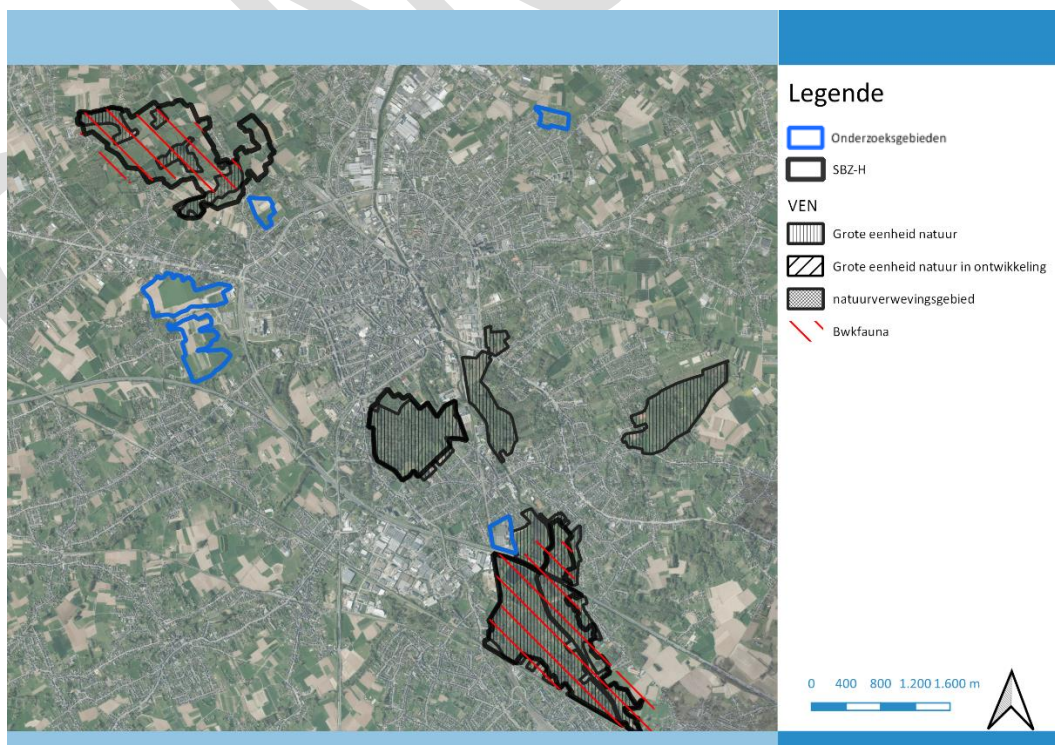 Legende
Onderzoeksgebieden
SBZ-H
VEN
Grote eenheid natuur
Grote eenheid natuur in ontwikkeling
natuurverwevingsgebied
Bwkfauna
0 400 800 1.200 1.600 m